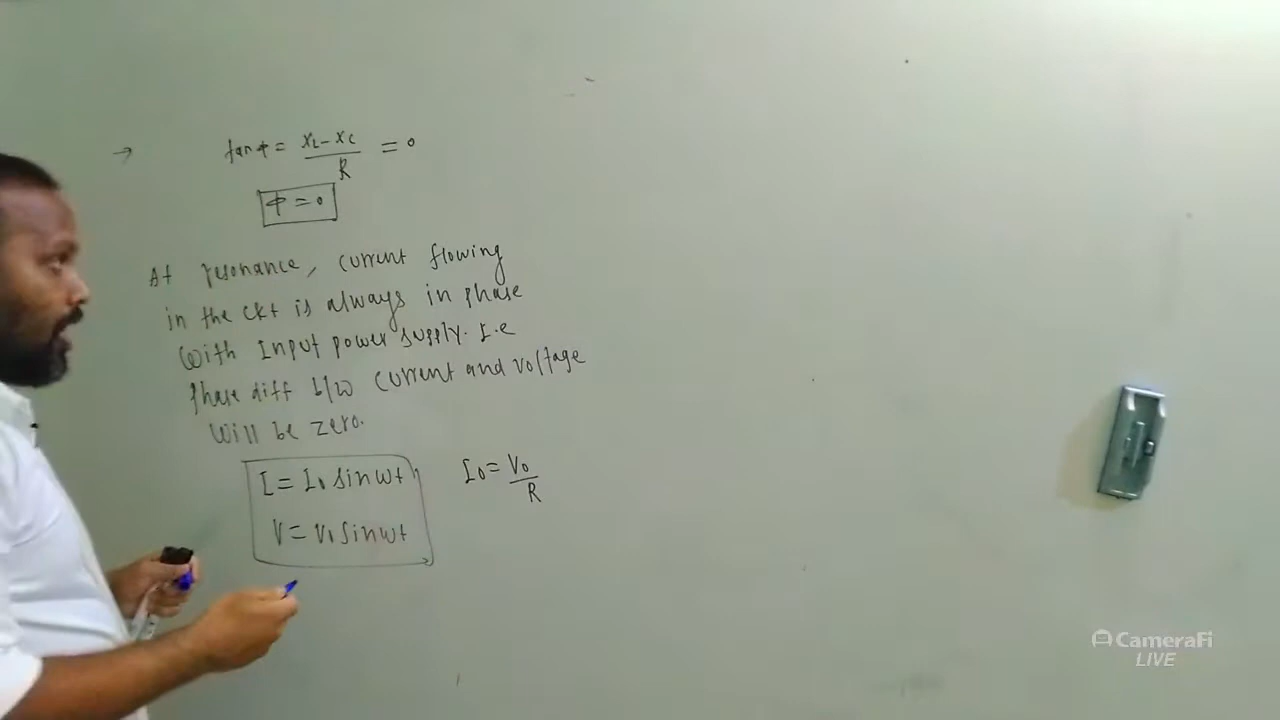 → tanϕ = XL - XC / R = 0
ϕ = 0
At resonance, current flowing
in the ckt is always in phase
With Input power supply. I.e
phase diff b/w current and voltage
will be zero.
I = I0 sinωt
I0 = V0 / R
V = V0 sinωt
CameraFi
LIVE